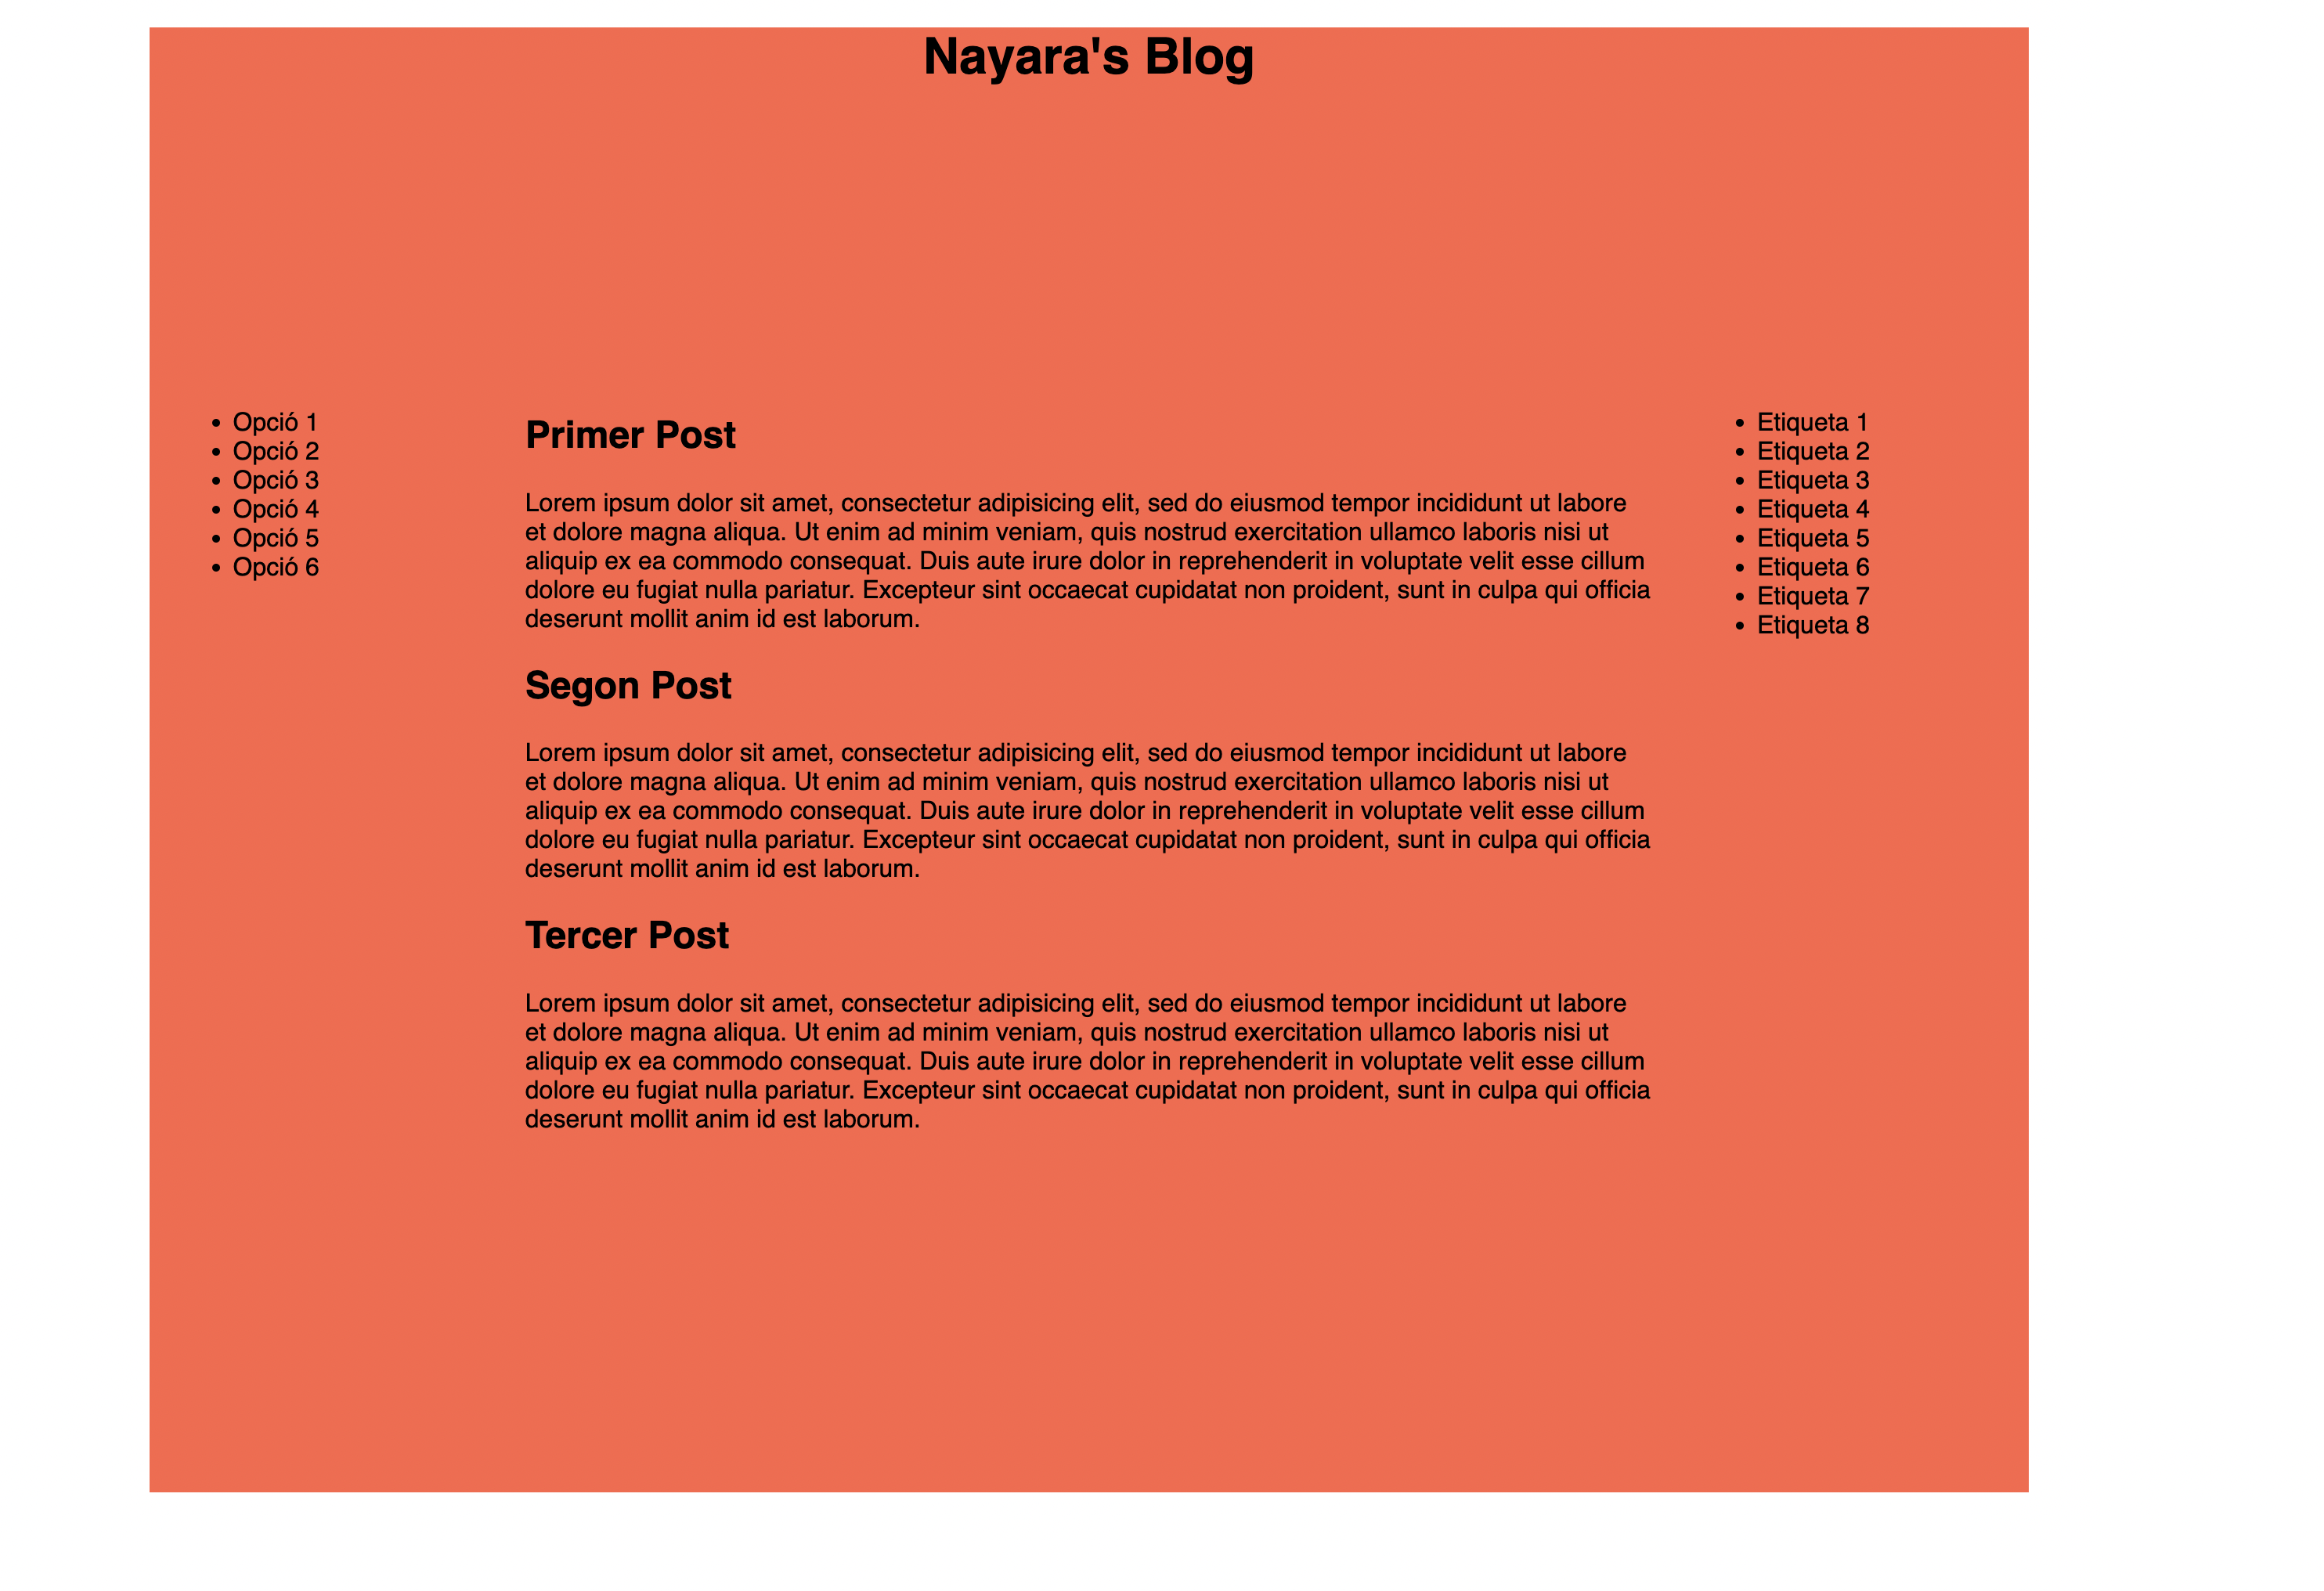 Nayara's Blog
Opció 1
Opció 2
Opció 3
Opció 4
Opció 5
Opció 6
Primer Post
Lorem ipsum dolor sit amet, consectetur adipisicing elit, sed do eiusmod tempor incididunt ut labore
et dolore magna aliqua. Ut enim ad minim veniam, quis nostrud exercitation ullamco laboris nisi ut
aliquip ex ea commodo consequat. Duis aute irure dolor in reprehenderit in voluptate velit esse cillum
dolore eu fugiat nulla pariatur. Excepteur sint occaecat cupidatat non proident, sunt in culpa qui officia
deserunt mollit anim id est laborum.
Segon Post
Lorem ipsum dolor sit amet, consectetur adipisicing elit, sed do eiusmod tempor incididunt ut labore
et dolore magna aliqua. Ut enim ad minim veniam, quis nostrud exercitation ullamco laboris nisi ut
aliquip ex ea commodo consequat. Duis aute irure dolor in reprehenderit in voluptate velit esse cillum
dolore eu fugiat nulla pariatur. Excepteur sint occaecat cupidatat non proident, sunt in culpa qui officia
deserunt mollit anim id est laborum.
Tercer Post
Lorem ipsum dolor sit amet, consectetur adipisicing elit, sed do eiusmod tempor incididunt ut labore
et dolore magna aliqua. Ut enim ad minim veniam, quis nostrud exercitation ullamco laboris nisi ut
aliquip ex ea commodo consequat. Duis aute irure dolor in reprehenderit in voluptate velit esse cillum
dolore eu fugiat nulla pariatur. Excepteur sint occaecat cupidatat non proident, sunt in culpa qui officia
deserunt mollit anim id est laborum.
Etiqueta 1
Etiqueta 2
Etiqueta 3
Etiqueta 4
Etiqueta 5
Etiqueta 6
Etiqueta 7
Etiqueta 8